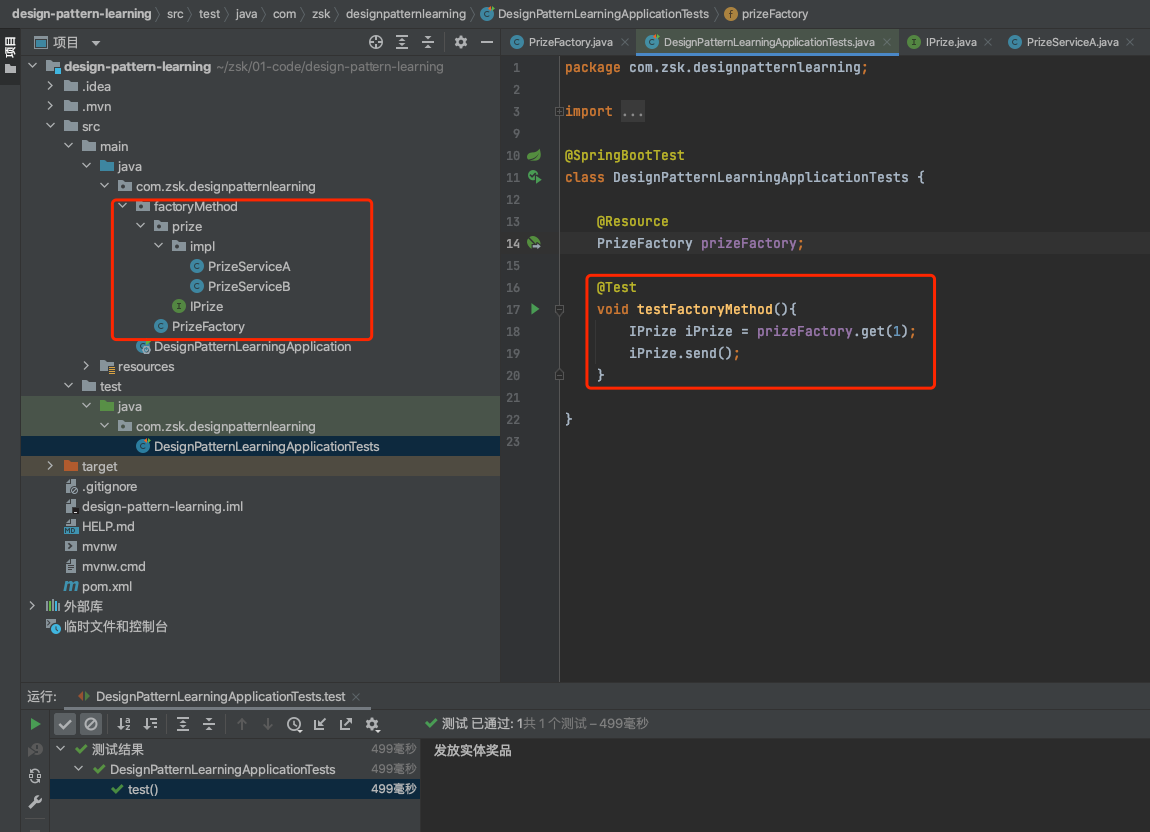 design-pattern-learning src test java com zsk designpatternlearning DesignPatternLearningApplicationTests prizeFactory
项目
项目
PrizeFactory.java DesignPatternLearningApplicationTests.java IPrize.java PrizeServiceA.java
design-pattern-learning ~/zsk/01-code/design-pattern-learning
.idea
.mvn
src
main
java
com.zsk.designpatternlearning
factoryMethod
prize
impl
PrizeServiceA
PrizeServiceB
IPrize
PrizeFactory
DesignPatternLearningApplication
resources
test
java
com.zsk.designpatternlearning
DesignPatternLearningApplicationTests
target
.gitignore
design-pattern-learning.iml
HELP.md
mvnw
mvnw.cmd
pom.xml
外部库
临时文件和控制台
1 package com.zsk.designpatternlearning;
2
3 import ...
9
10 @SpringBootTest
11 class DesignPatternLearningApplicationTests {
12
13 @Resource
14 PrizeFactory prizeFactory;
15
16 @Test
17 void testFactoryMethod(){
18 IPrize iPrize = prizeFactory.get(1);
19 iPrize.send();
20 }
21
22 }
23
运行: DesignPatternLearningApplicationTests.test
测试 已通过: 1共 1 个测试 – 499毫秒
测试结果 499毫秒
DesignPatternLearningApplicationTests 499毫秒
test() 499毫秒
发放实体奖品